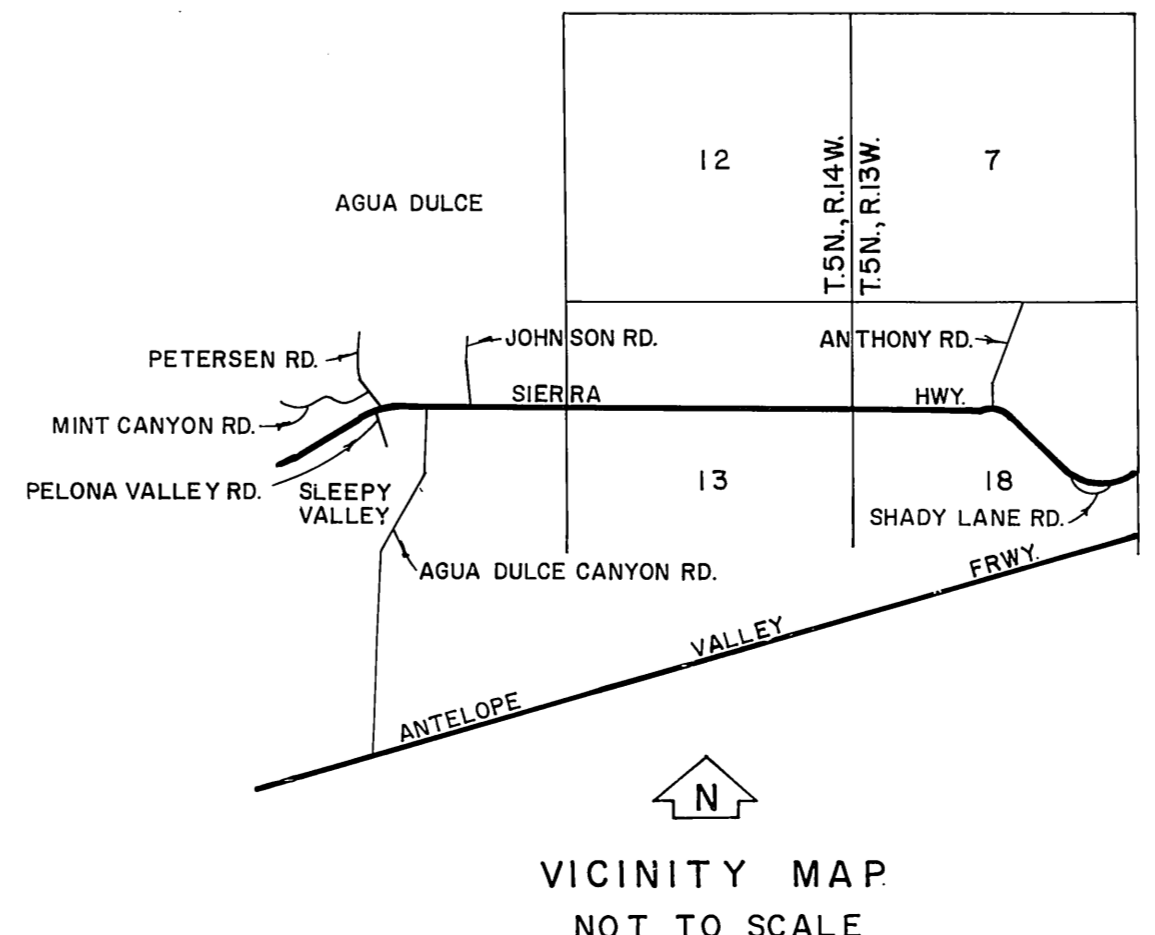 12
7
T.5N., R.14W.
T.5N., R.13W.
AGUA DULCE
JOHNSON RD.
ANTHONY RD.
PETERSEN RD.
SIERRA HWY.
MINT CANYON RD.
PELONA VALLEY RD.
SLEEPY
VALLEY
13
18
SHADY LANE RD.
AGUA DULCE CANYON RD.
ANTELOPE VALLEY FRWY.
N
VICINITY MAP
NOT TO SCALE